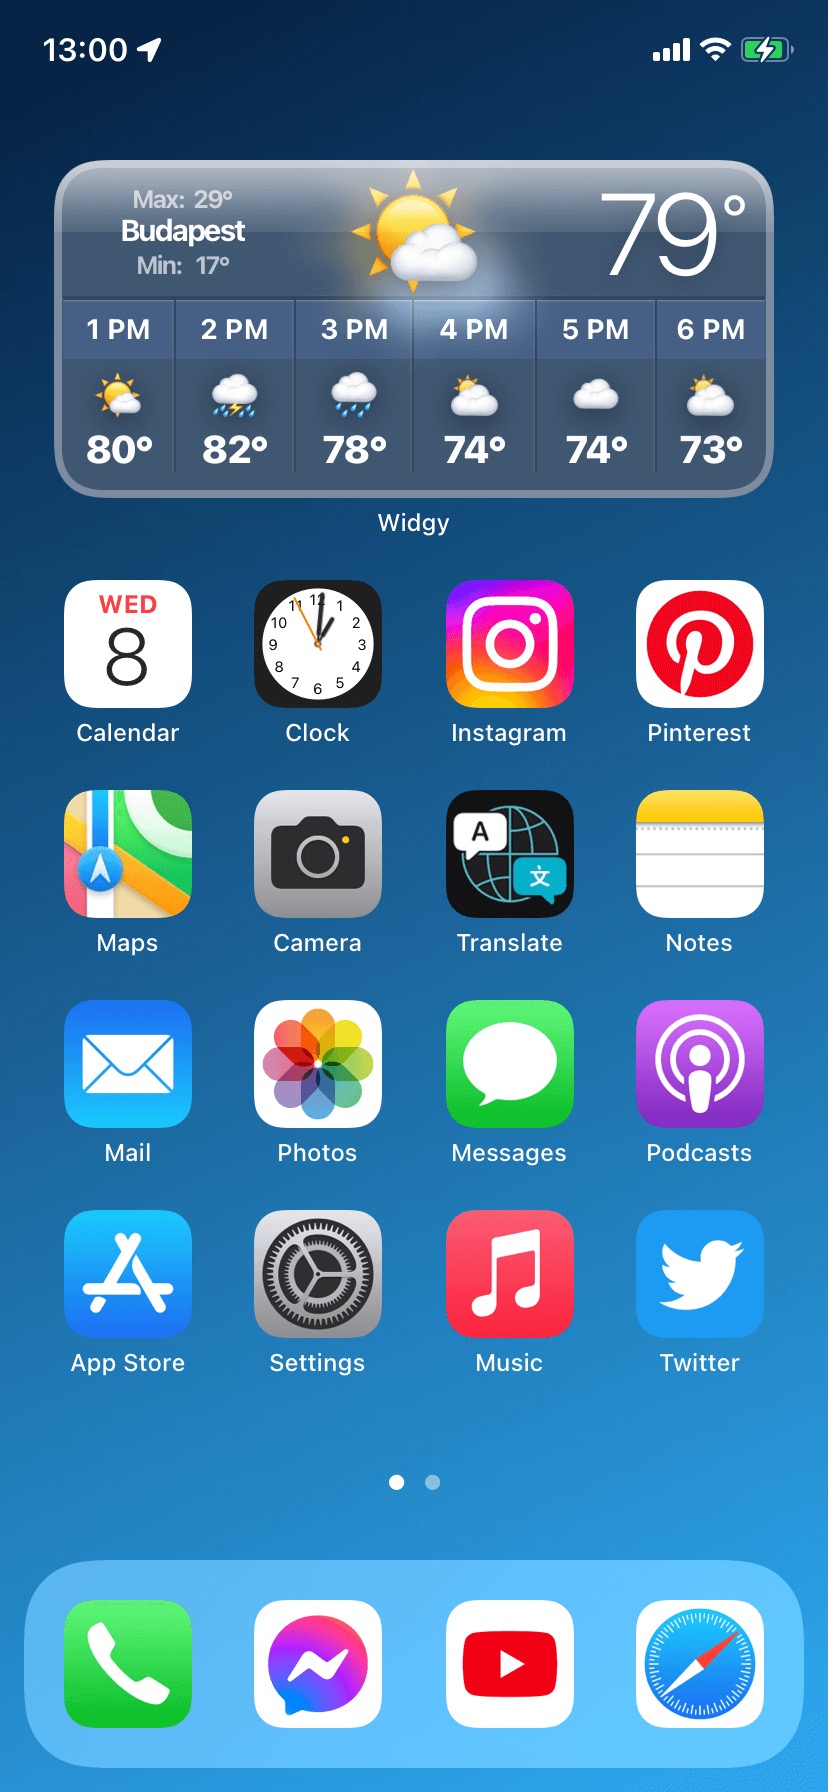 13:00
Max: 29°
Budapest
Min: 17°
79°
1 PM 2 PM 3 PM 4 PM 5 PM 6 PM
80° 82° 78° 74° 74° 73°
Widgy
WED
8
11 12 1
10 2
9 3
8 4
7 6 5
Calendar Clock Instagram Pinterest
A
文
Maps Camera Translate Notes
Mail Photos Messages Podcasts
App Store Settings Music Twitter